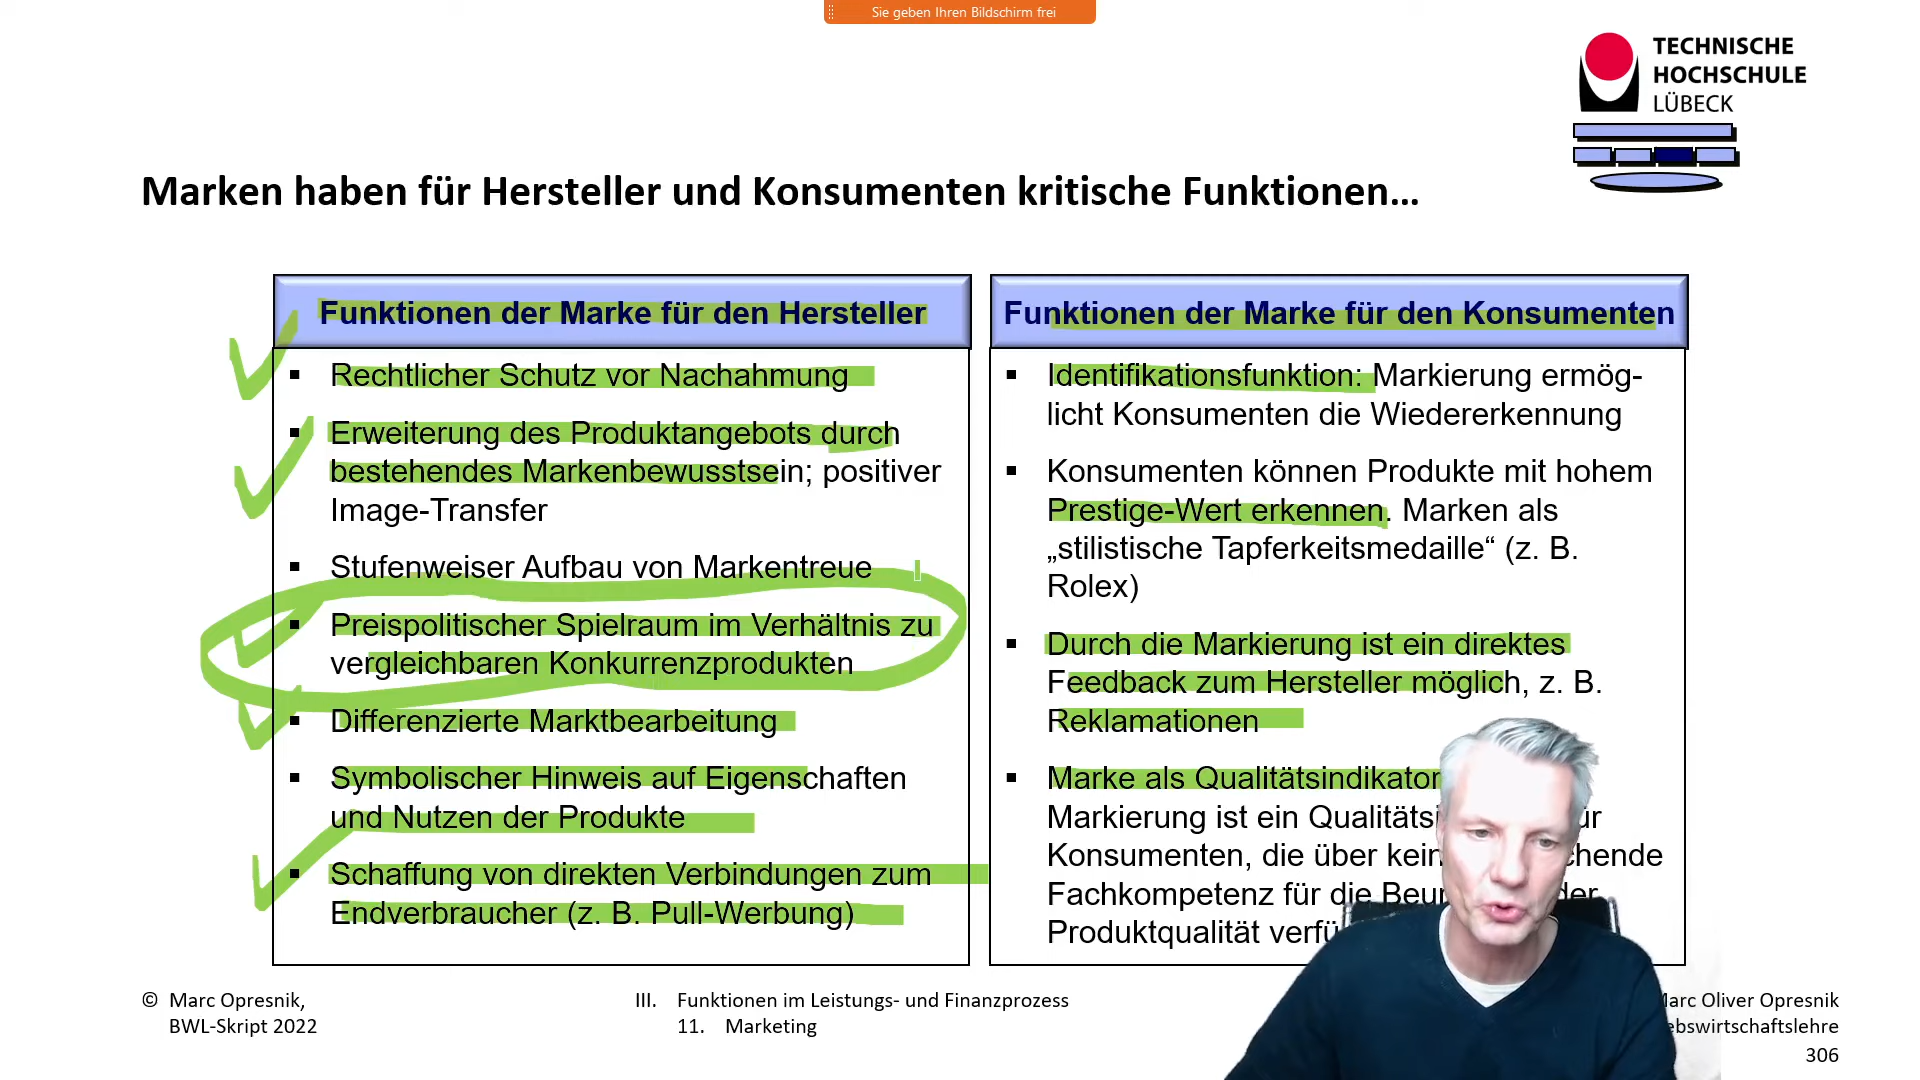 Sie geben Ihren Bildschirm frei
TECHNISCHE
HOCHSCHULE
LÜBECK
Marken haben für Hersteller und Konsumenten kritische Funktionen…
Funktionen der Marke für den Hersteller
▪ Rechtlicher Schutz vor Nachahmung
▪ Erweiterung des Produktangebots durch
bestehendes Markenbewusstsein; positiver
Image-Transfer
▪ Stufenweiser Aufbau von Markentreue
▪ Preispolitischer Spielraum im Verhältnis zu
vergleichbaren Konkurrenzprodukten
▪ Differenzierte Marktbearbeitung
▪ Symbolischer Hinweis auf Eigenschaften
und Nutzen der Produkte
▪ Schaffung von direkten Verbindungen zum
Endverbraucher (z. B. Pull-Werbung)
Funktionen der Marke für den Konsumenten
▪ Identifikationsfunktion: Markierung ermög-
licht Konsumenten die Wiedererkennung
▪ Konsumenten können Produkte mit hohem
Prestige-Wert erkennen. Marken als
„stilistische Tapferkeitsmedaille“ (z. B.
Rolex)
▪ Durch die Markierung ist ein direktes
Feedback zum Hersteller möglich, z. B.
Reklamationen
▪ Marke als Qualitätsindikator
Markierung ist ein
Konsumenten, die über
Fachkompetenz für die
Produktqualität
© Marc Opresnik,
BWL-Skript 2022
III. Funktionen im Leistungs- und Finanzprozess
11. Marketing
Marc Oliver Opresnik
306